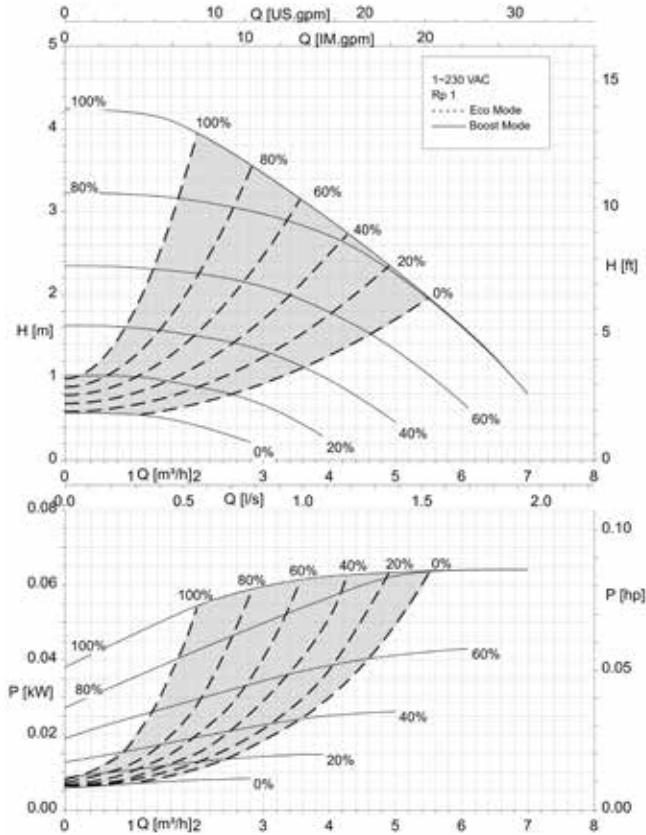 0 10 Q [US.gpm] 20 30
0 10 Q [IM.gpm] 20
5
100%
100%
4
80%
80%
3
60%
40%
20%
0%
2
H [m]
1
0
60%
40%
20%
0%
1~230 VAC
Rp 1
Eco Mode
Boost Mode
15
10
H [ft]
5
0
0 1 Q [m³/h] 2 3 4 5 6 7 8
0.0 0.5 Q [l/s] 1.0 1.5 2.0
0.08
0.06
0.04
P [kW]
0.02
0.00
100% 80% 60% 40% 20% 0%
100%
80%
60%
40%
20%
0%
0.10
P [hp]
0.05
0.00
0 1 Q [m³/h] 2 3 4 5 6 7 8